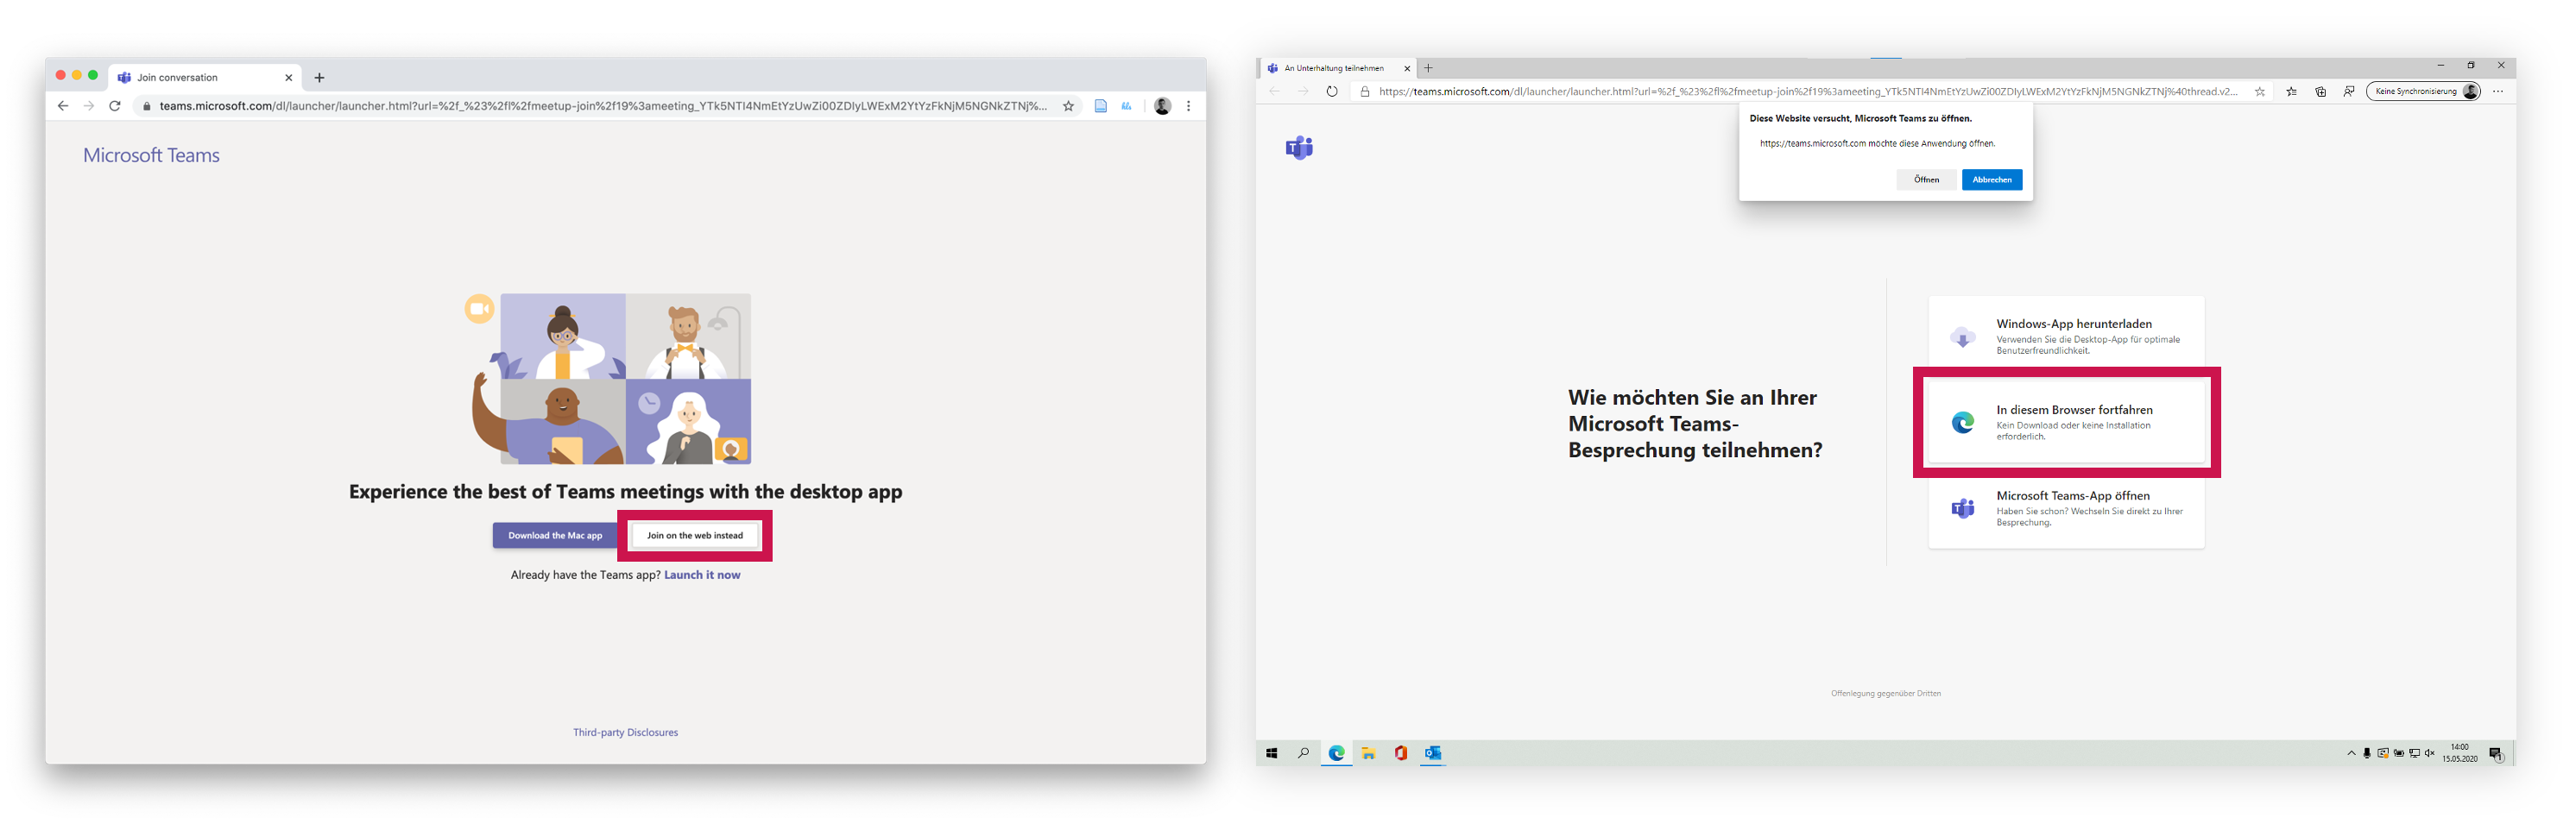 Join conversation
teams.microsoft.com/dl/launcher/launcher.html?url=%2f_%23%2fl%2fmeetup-join%2f19%3ameeting_YTk5NTI4NmEtYzUwZi00ZDIyLWExM2YtYzFkNjM5NGNkZTNj%...
Microsoft Teams
Experience the best of Teams meetings with the desktop app
Download the Mac app
Join on the web instead
Already have the Teams app? Launch it now
Third-party Disclosures
An Unterhaltung teilnehmen
https://teams.microsoft.com/dl/launcher/launcher.html?url=%2f_%23%2fl%2fmeetup-join%2f19%3ameeting_YTk5NTI4NmEtYzUwZi00ZDIyLWExM2YtYzFkNjM5NGNkZTNj%40thread.v2...
Keine Synchronisierung
Diese Website versucht, Microsoft Teams zu öffnen.
https://teams.microsoft.com möchte diese Anwendung öffnen.
Öffnen
Abbrechen
Wie möchten Sie an Ihrer
Microsoft Teams-
Besprechung teilnehmen?
Windows-App herunterladen
Verwenden Sie die Desktop-App für optimale
Benutzerfreundlichkeit.
In diesem Browser fortfahren
Kein Download oder keine Installation
erforderlich.
Microsoft Teams-App öffnen
Haben Sie schon? Wechseln Sie direkt zu Ihrer
Besprechung.
Offenlegung gegenüber Dritten
14:00
15.05.2020
1